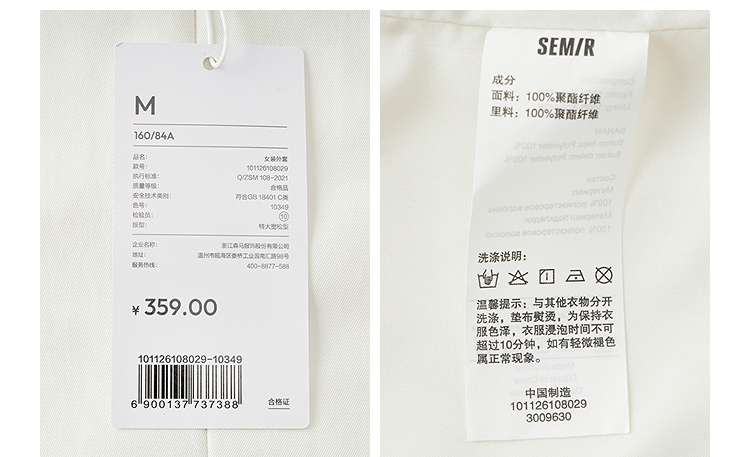 M
160/84A
品名: 女装外套
款号: 101126108029
执行标准: Q/ZSM 108-2021
质量等级: 合格品
安全技术类别: 符合GB 18401 C类
色号: 10349
检验员: 10
版型: 特大宽松型
企业名称: 浙江森马服饰股份有限公司
地址: 温州市瓯海区娄桥工业园南汇路98号
服务热线: 400-8877-588
¥ 359.00
101126108029-10349
6 900137 737388
合格证
SEMIR
成分
面料：100%聚酯纤维
里料：100%聚酯纤维
洗涤说明：
温馨提示：与其他衣物分开
洗涤，垫布熨烫，为保持衣
服色泽，衣服浸泡时间不可
超过10分钟，如有轻微褪色
属正常现象。
中国制造
101126108029
3009630